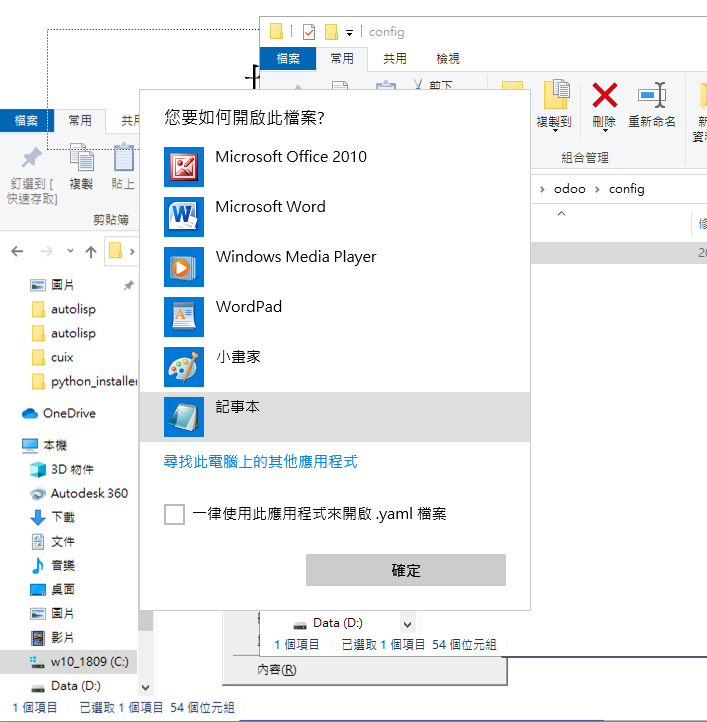 config
檔案 常用 共用 檢視
剪下
複製到 刪除 重新命名
組合管理
odoo config
檔案 常用
釘選到 [
快速存取]
複製 貼上
剪貼簿
圖片
autolisp
autolisp
cuix
python_installer
OneDrive
本機
3D 物件
Autodesk 360
下載
文件
音樂
桌面
圖片
影片
w10_1809 (C:)
Data (D:)
1 個項目 已選取 1 個項目 54 個位元組
您要如何開啟此檔案?
Microsoft Office 2010
Microsoft Word
Windows Media Player
WordPad
小畫家
記事本
尋找此電腦上的其他應用程式
一律使用此應用程式來開啟 .yaml 檔案
確定
Data (D:)
1 個項目 已選取 1 個項目 54 個位元組
內容(R)